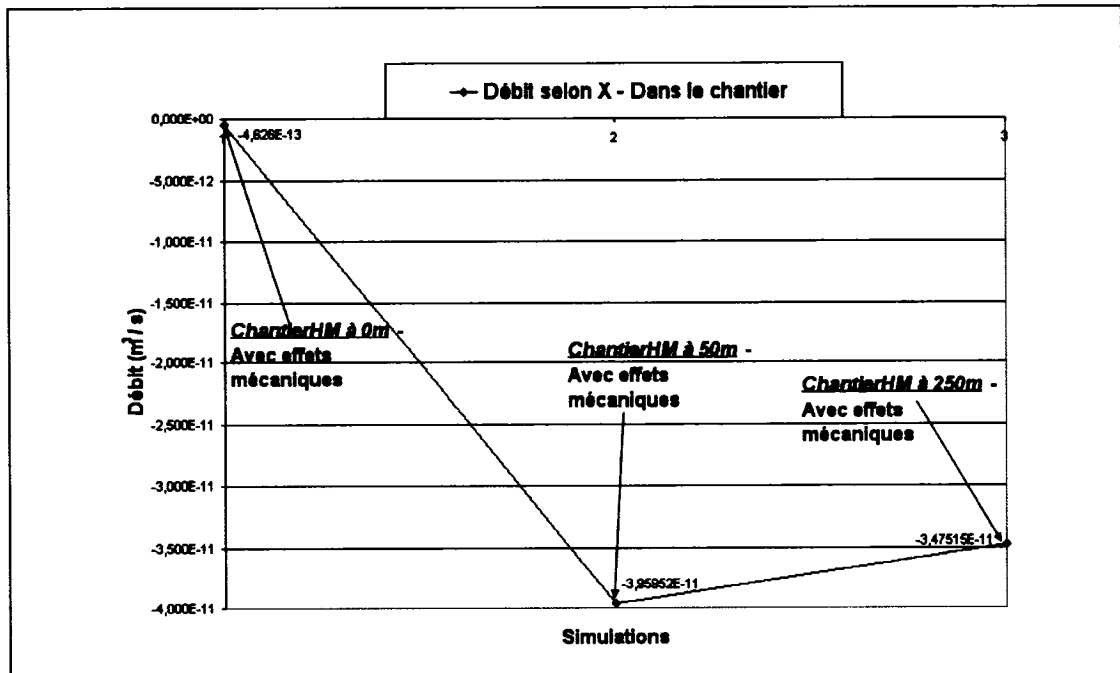 Débit selon X - Dans le chantier
0,000E+00
-5,000E-12
-1,000E-11
-1,500E-11
-2,000E-11
-2,500E-11
-3,000E-11
-3,500E-11
-4,000E-11
Débit (m³/ s)
2
3
-4,626E-13
ChantierHM à 0m -
Avec effets
mécaniques
ChantierHM à 50m -
Avec effets
mécaniques
ChantierHM à 250m -
Avec effets
mécaniques
-3,95952E-11
-3,47515E-11
Simulations